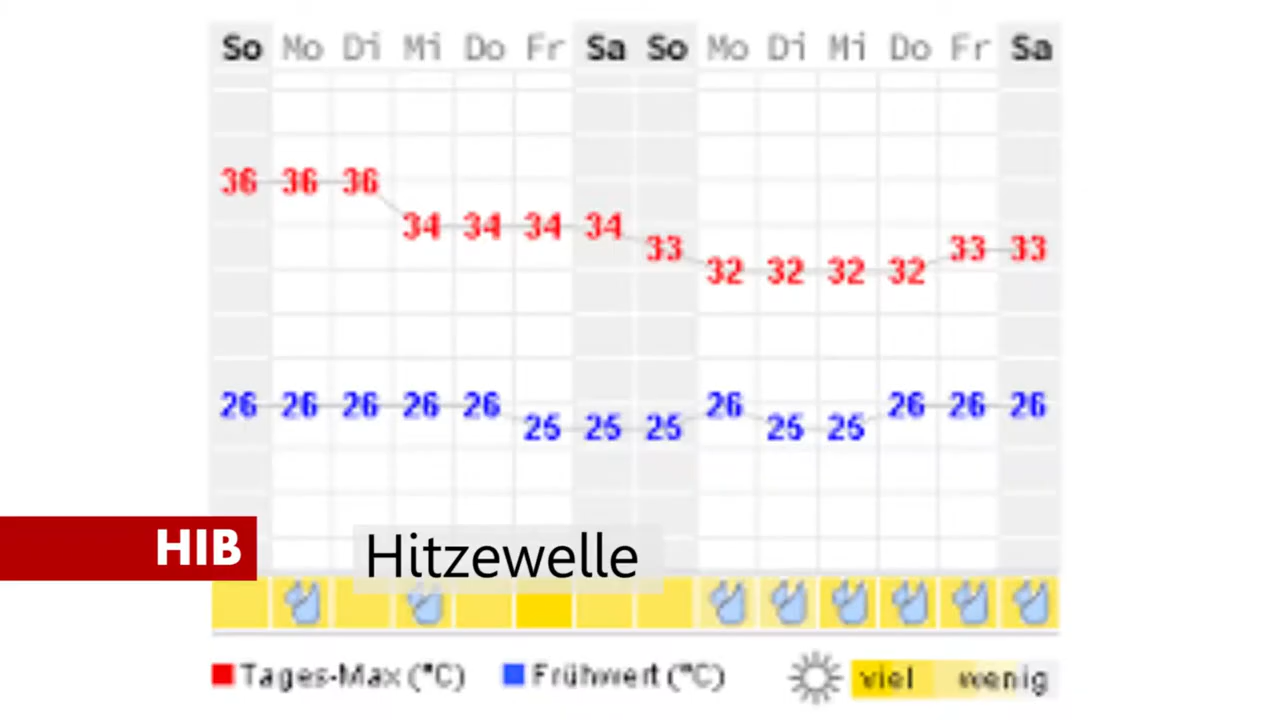 So Mo Di Mi Do Fr Sa So Mo Di Mi Do Fr Sa
36 36 36 34 34 34 34 33 32 32 32 32 33 33
26 26 26 26 26 25 25 25 26 25 25 26 26 26
HIB Hitzewelle
Tages-Max (°C) Frühwert (°C) viel wenig